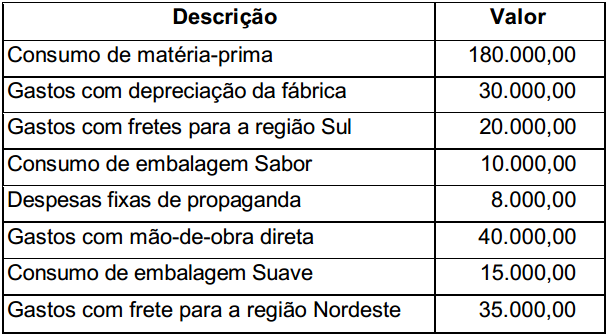 Descrição Valor
Consumo de matéria-prima 180.000,00
Gastos com depreciação da fábrica 30.000,00
Gastos com fretes para a região Sul 20.000,00
Consumo de embalagem Sabor 10.000,00
Despesas fixas de propaganda 8.000,00
Gastos com mão-de-obra direta 40.000,00
Consumo de embalagem Suave 15.000,00
Gastos com frete para a região Nordeste 35.000,00